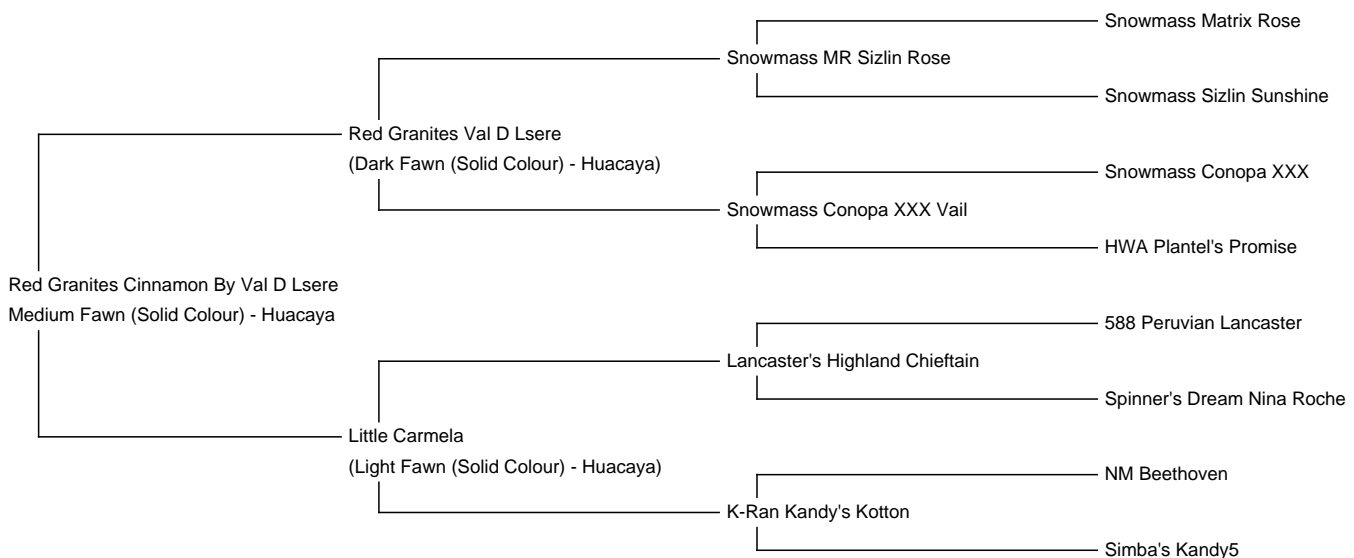 Snowmass Matrix Rose
Snowmass MR Sizlin Rose
Snowmass Sizlin Sunshine
Red Granites Val D Lsere
(Dark Fawn (Solid Colour) - Huacaya)
Snowmass Conopa XXX
Snowmass Conopa XXX Vail
HWA Plantel's Promise
Red Granites Cinnamon By Val D Lsere
Medium Fawn (Solid Colour) - Huacaya
588 Peruvian Lancaster
Lancaster's Highland Chieftain
Spinner's Dream Nina Roche
Little Carmela
(Light Fawn (Solid Colour) - Huacaya)
NM Beethoven
K-Ran Kandy's Kotton
Simba's Kandy5